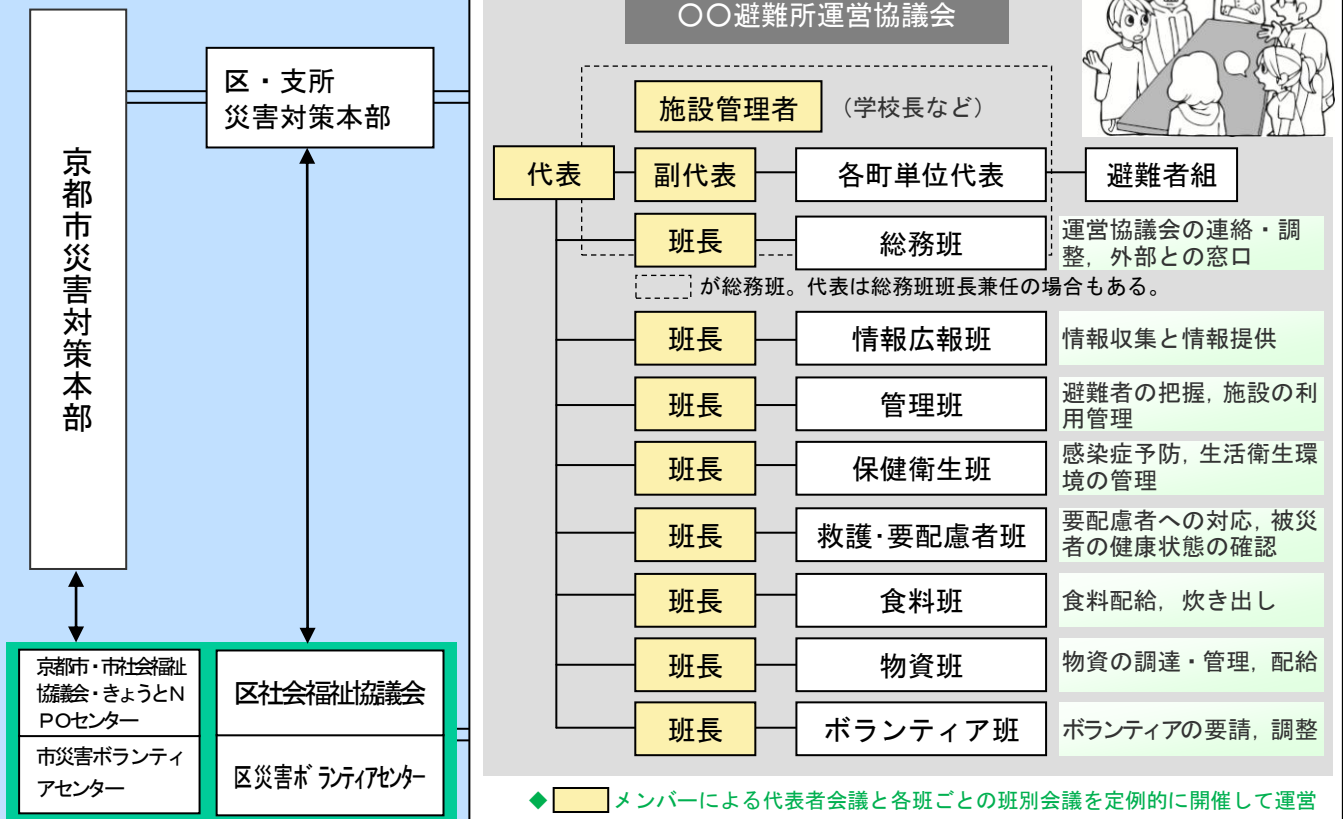 京都市災害対策本部
区・支所
災害対策本部
京都市・市社会福祉
協議会・きょうとN
POセンター
市災害ボランティ
アセンター
区社会福祉協議会
区災害ボランティアセンター
〇〇避難所運営協議会
施設管理者 （学校長など）
代表 副代表 各町単位代表 避難者組
班長 総務班 運営協議会の連絡・調
整，外部との窓口
が総務班。代表は総務班班長兼任の場合もある。
班長 情報広報班 情報収集と情報提供
班長 管理班 避難者の把握，施設の利
用管理
班長 保健衛生班 感染症予防，生活衛生環
境の管理
班長 救護・要配慮者班 要配慮者への対応，被災
者の健康状態の確認
班長 食料班 食料配給，炊き出し
班長 物資班 物資の調達・管理，配給
班長 ボランティア班 ボランティアの要請，調整
◆ メンバーによる代表者会議と各班ごとの班別会議を定例的に開催して運営